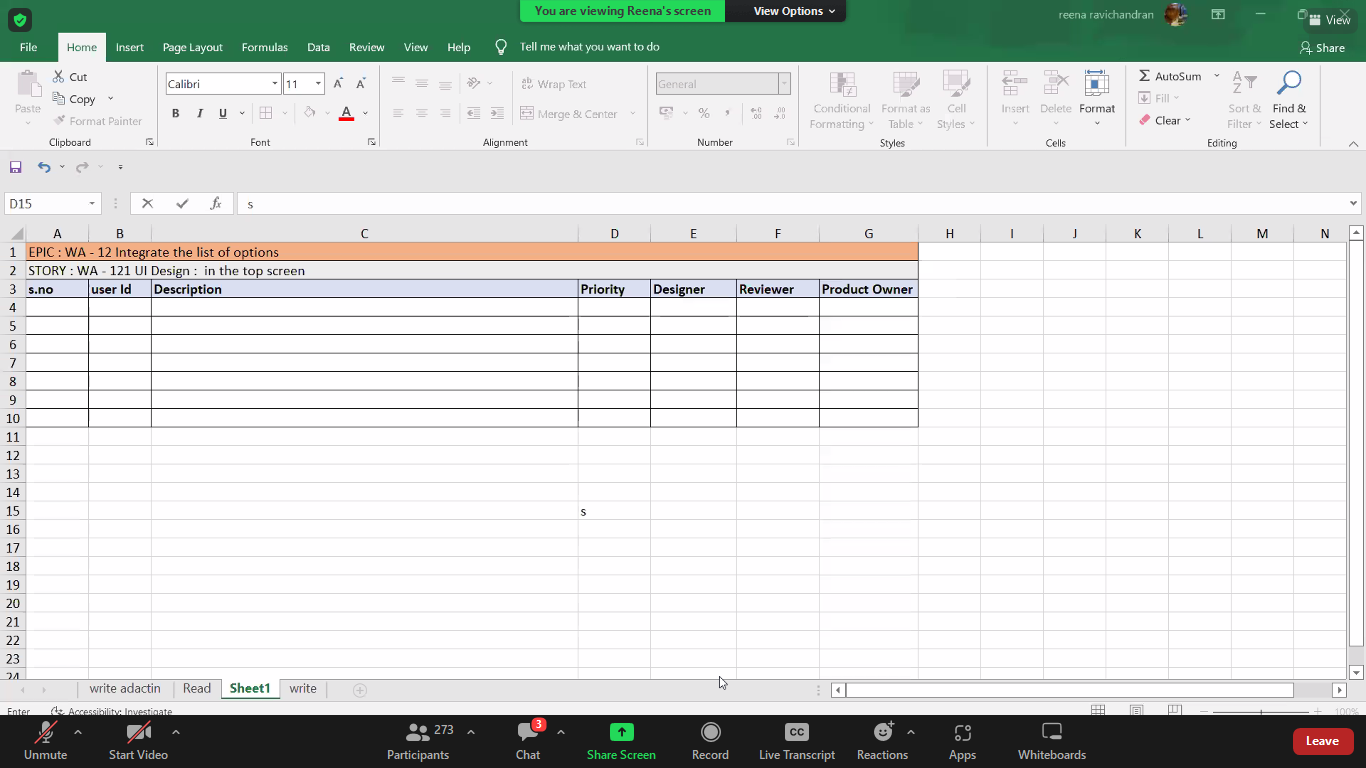 You are viewing Reena's screen
View Options
reena ravichandran
View
File Home Insert Page Layout Formulas Data Review View Help Tell me what you want to do Share
Paste
Cut
Copy
Format Painter
Clipboard
Calibri 11
B I U
Font
Wrap Text
Merge & Center
Alignment
General
Number
Conditional Formatting
Format as Table
Cell Styles
Styles
Insert
Delete
Format
Cells
AutoSum
Fill
Clear
Sort & Filter
Find & Select
Editing
D15 fx s
A B C D E F G H I J K L M N
1 EPIC : WA - 12 Integrate the list of options
2 STORY : WA - 121 UI Design : in the top screen
3 s.no user Id Description Priority Designer Reviewer Product Owner
4
5
6
7
8
9
10
11
12
13
14
15 s
16
17
18
19
20
21
22
23
24
write adactin Read Sheet1 write
Enter Accessibility: Investigate 100%
Unmute
Start Video
273
Participants
3
Chat
Share Screen
Record
CC
Live Transcript
Reactions
Apps
Whiteboards
Leave